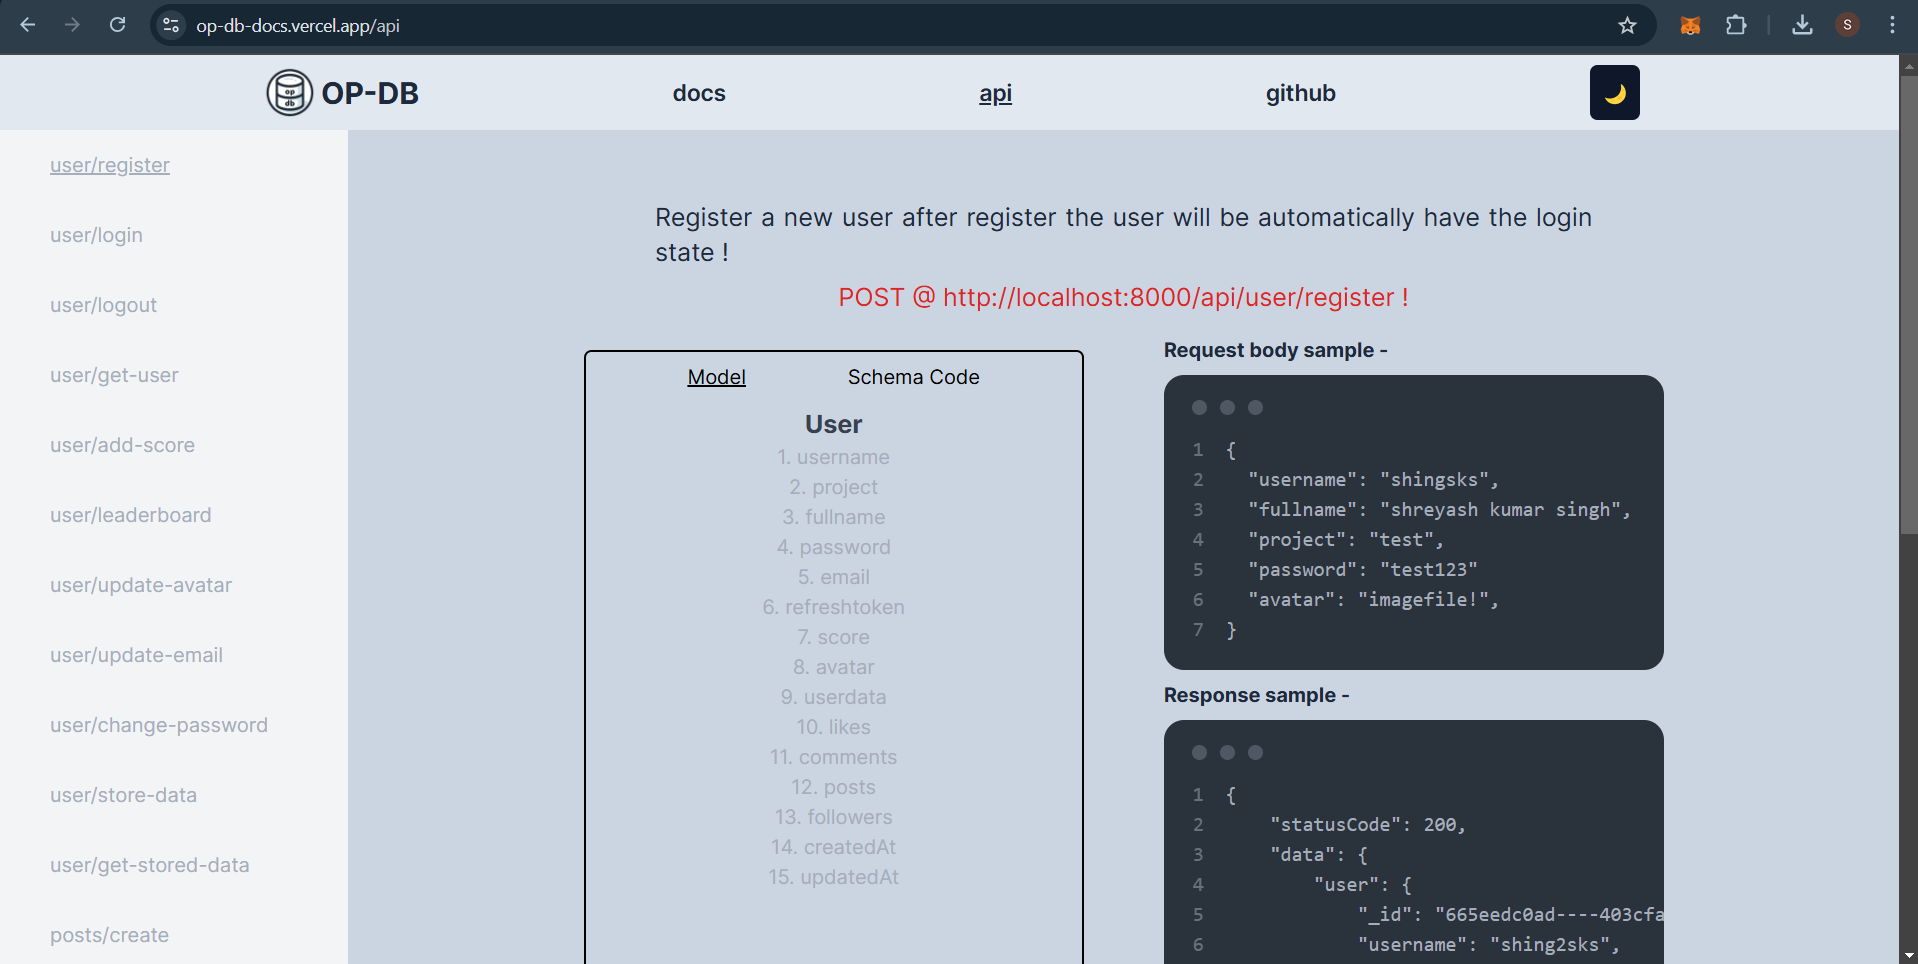 op-db-docs.vercel.app/api
S
op
db
OP-DB
docs
api
github
user/register
user/login
user/logout
user/get-user
user/add-score
user/leaderboard
user/update-avatar
user/update-email
user/change-password
user/store-data
user/get-stored-data
posts/create
Register a new user after register the user will be automatically have the login
state !
POST @ http://localhost:8000/api/user/register !
Model
Schema Code
User
1. username
2. project
3. fullname
4. password
5. email
6. refreshtoken
7. score
8. avatar
9. userdata
10. likes
11. comments
12. posts
13. followers
14. createdAt
15. updatedAt
Request body sample -
1 {
2 "username": "shingsks",
3 "fullname": "shreyash kumar singh",
4 "project": "test",
5 "password": "test123"
6 "avatar": "imagefile!",
7 }
Response sample -
1 {
2 "statusCode": 200,
3 "data": {
4 "user": {
5 "_id": "665eedc0ad----403cfa
6 "username": "shing2sks",